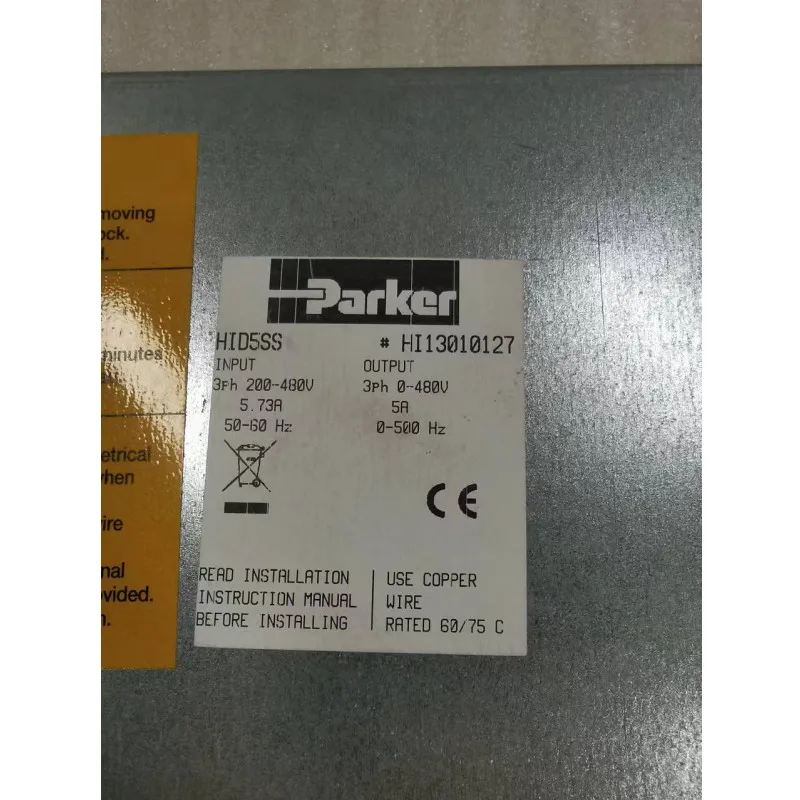 moving
ock.
minutes
etrical
when
ire
nal
vided.
Parker
HID5SS # HI13010127
INPUT OUTPUT
3ph 200-480V 3ph 0-480V
5.73A 5A
50-60 Hz 0-500 Hz
CE
READ INSTALLATION USE COPPER
INSTRUCTION MANUAL WIRE
BEFORE INSTALLING RATED 60/75 C